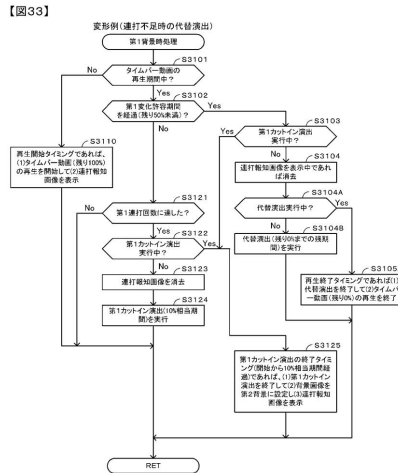 【図33】
変形例(連打不足時の代替演出)
第1背景時処理
S3101
タイムバー動画の
再生期間中？
No
Yes
S3102
第1変化許容期間
を経過(残り50%未満)？
Yes
No
S3103
第1カットイン演出
実行中？
Yes
No
S3104
連打報知画像を表示中であれ
ば消去
S3104A
代替演出実行中？
Yes
No
S3104B
代替演出(残り0%までの残期
間)を実行
S3105
再生終了タイミングであれば(1)
代替演出を終了して(2)タイムバ
ー動画(残り0%)の再生を終了
S3110
再生開始タイミングであれば、
(1)タイムバー動画(残り100%)
の再生を開始して(2)連打報知
画像を表示
S3121
第1連打回数に達した？
No
Yes
S3122
第1カットイン演出
実行中？
Yes
No
S3123
連打報知画像を消去
S3124
第1カットイン演出(10%相当期
間)を実行
S3125
第1カットイン演出の終了タイミ
ング(開始から10%相当期間経
過)であれば、(1)第1カットイン
演出を終了して(2)背景画像を
第2背景に設定し(3)連打報知
画像を表示
RET